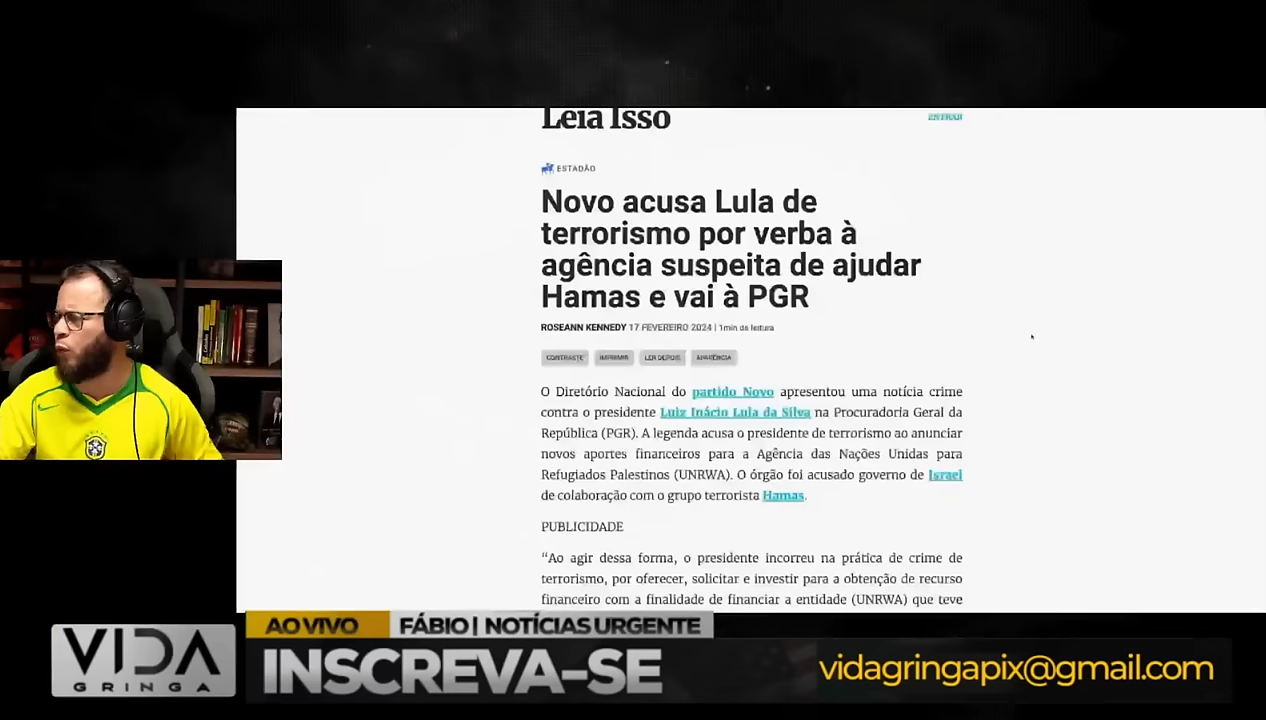 Leia Isso
ENTRAR
ESTADÃO
Novo acusa Lula de
terrorismo por verba à
agência suspeita de ajudar
Hamas e vai à PGR
ROSEANN KENNEDY 17 FEVEREIRO 2024 | 1min de leitura
CONTRASTE IMPRIMIR LER DEPOIS APARÊNCIA
O Diretório Nacional do partido Novo apresentou uma notícia crime
contra o presidente Luiz Inácio Lula da Silva na Procuradoria Geral da
República (PGR). A legenda acusa o presidente de terrorismo ao anunciar
novos aportes financeiros para a Agência das Nações Unidas para
Refugiados Palestinos (UNRWA). O órgão foi acusado governo de Israel
de colaboração com o grupo terrorista Hamas.
PUBLICIDADE
“Ao agir dessa forma, o presidente incorreu na prática de crime de
terrorismo, por oferecer, solicitar e investir para a obtenção de recurso
financeiro com a finalidade de financiar a entidade (UNRWA) que teve
AO VIVO FÁBIO | NOTÍCIAS URGENTE
VIDA
GRINGA
INSCREVA-SE
vidagringapix@gmail.com